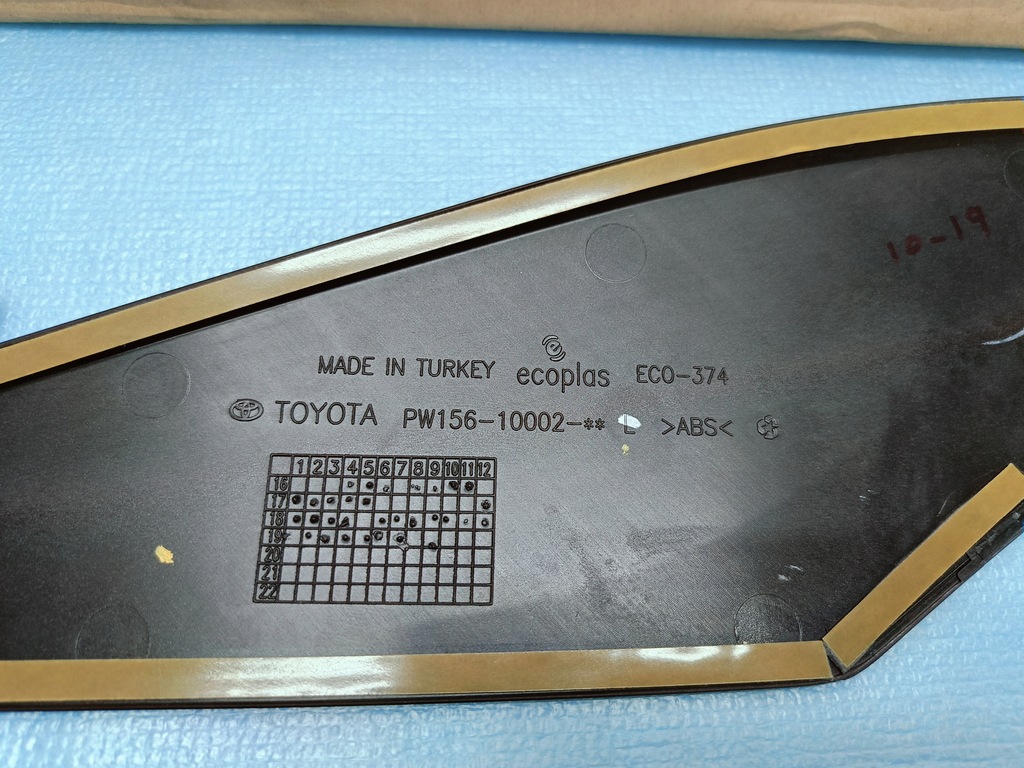 10-19
MADE IN TURKEY ecoplas ECO-374
TOYOTA PW156-10002-** L >ABS<
1 2 3 4 5 6 7 8 9 10 11 12
16
17
18
19
20
21
22